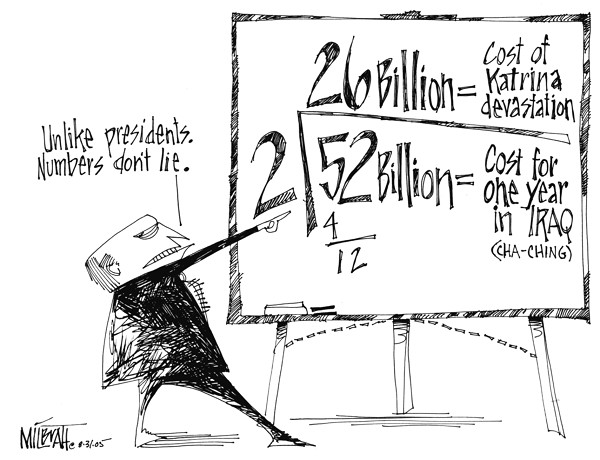 Unlike presidents.
Numbers don't lie.
26 Billion = Cost of
Katrina
devastation
2 52 Billion = Cost for
one year
in IRAQ
(CHA-CHING)
4
12
MILBRATH © 8-31-05